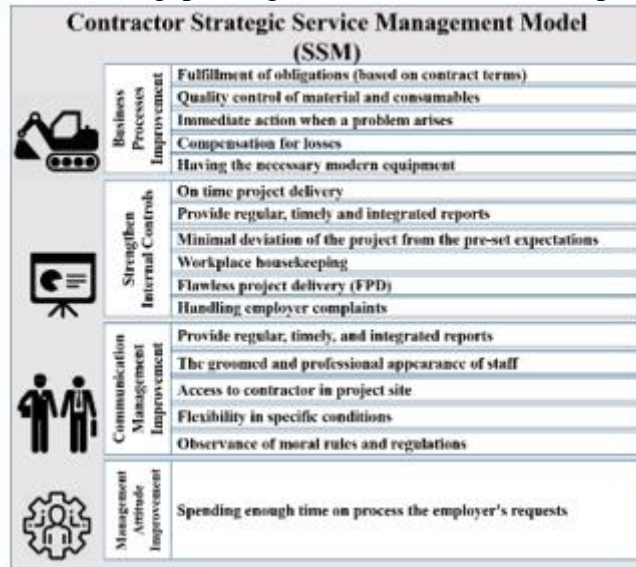 Contractor Strategic Service Management Model
(SSM)
Business
Processes
Improvement
Fulfillment of obligations (based on contract terms)
Quality control of material and consumables
Immediate action when a problem arises
Compensation for losses
Having the necessary modern equipment
Strengthen
Internal Controls
On time project delivery
Provide regular, timely and integrated reports
Minimal deviation of the project from the pre-set expectations
Workplace housekeeping
Flawless project delivery (FPD)
Handling employer complaints
Communication
Management
Improvement
Provide regular, timely, and integrated reports
The groomed and professional appearance of staff
Access to contractor in project site
Flexibility in specific conditions
Observance of moral rules and regulations
Management
Attitude
Improvement
Spending enough time on process the employer's requests